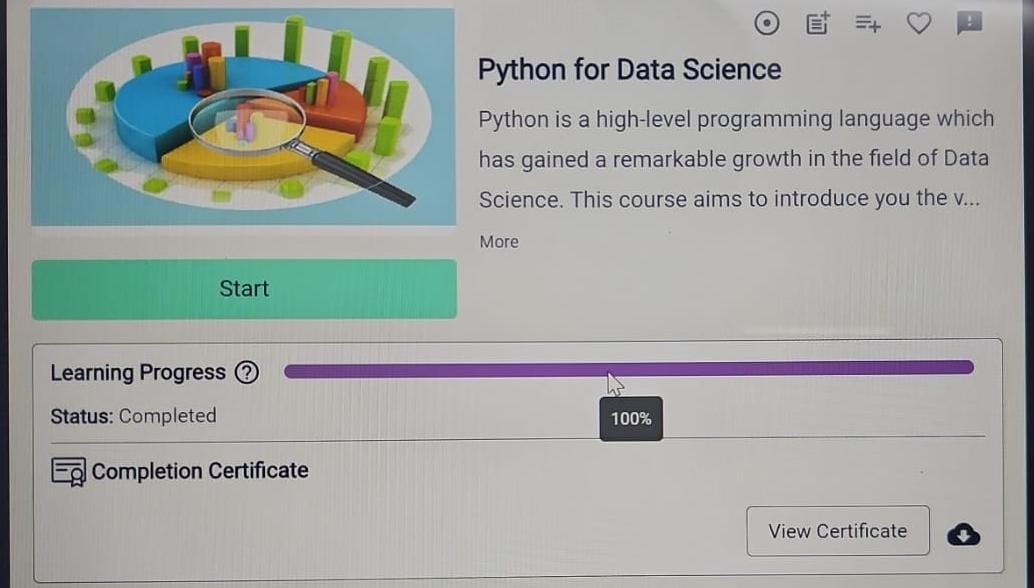 Python for Data Science
Python is a high-level programming language which
has gained a remarkable growth in the field of Data
Science. This course aims to introduce you the v...
More
Start
Learning Progress ?
100%
Status: Completed
Completion Certificate
View Certificate